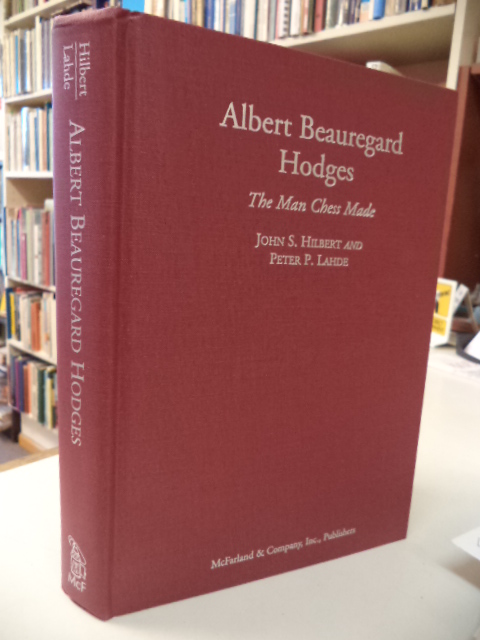 Hilbert
Lahde
ALBERT BEAUREGARD HODGES
McF
Albert Beauregard
Hodges
The Man Chess Made
JOHN S. HILBERT AND
PETER P. LAHDE
McFarland & Company, Inc., Publishers